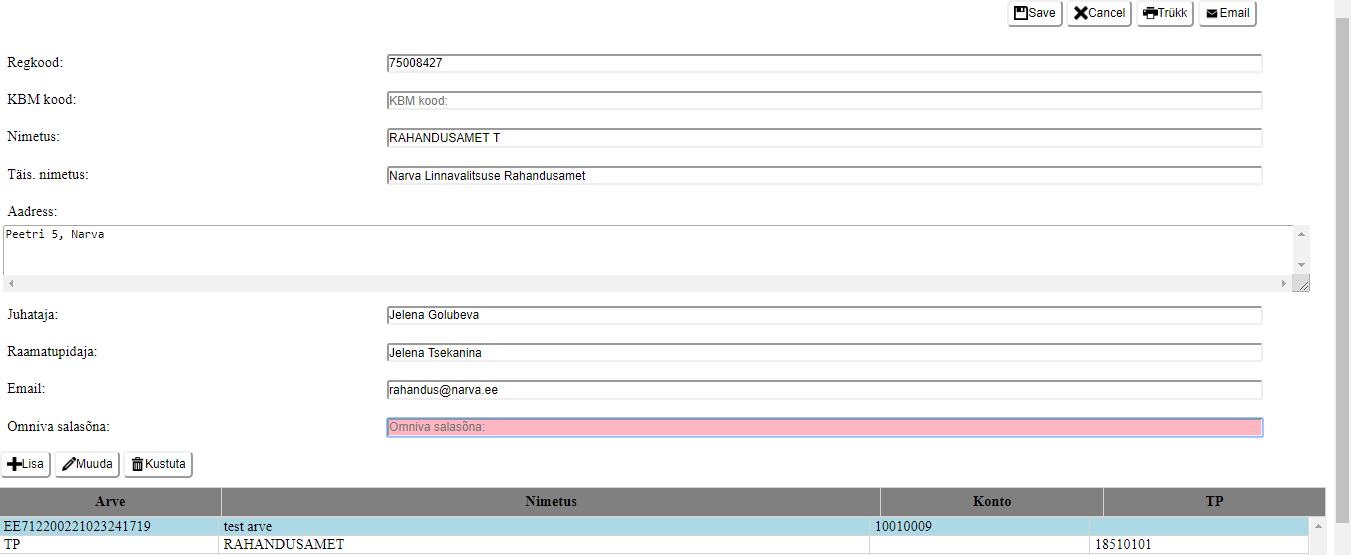 Save Cancel Trükk Email
Regkood: 75008427
KBM kood: KBM kood:
Nimetus: RAHANDUSAMET T
Täis. nimetus: Narva Linnavalitsuse Rahandusamet
Aadress:
Peetri 5, Narva
Juhataja: Jelena Golubeva
Raamatupidaja: Jelena Tsekanina
Email: rahandus@narva.ee
Omniva salasõna: Omniva salasõna:
Lisa Muuda Kustuta
Arve Nimetus Konto TP
EE712200221023241719 test arve 10010009
TP RAHANDUSAMET 18510101